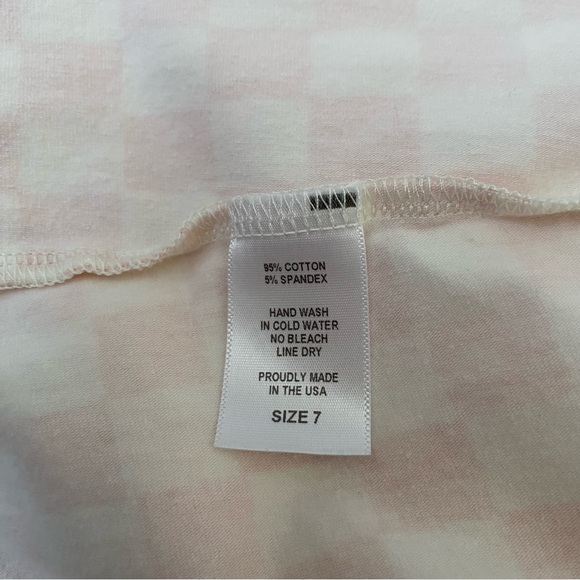 95% COTTON
5% SPANDEX
HAND WASH
IN COLD WATER
NO BLEACH
LINE DRY
PROUDLY MADE
IN THE USA
SIZE 7